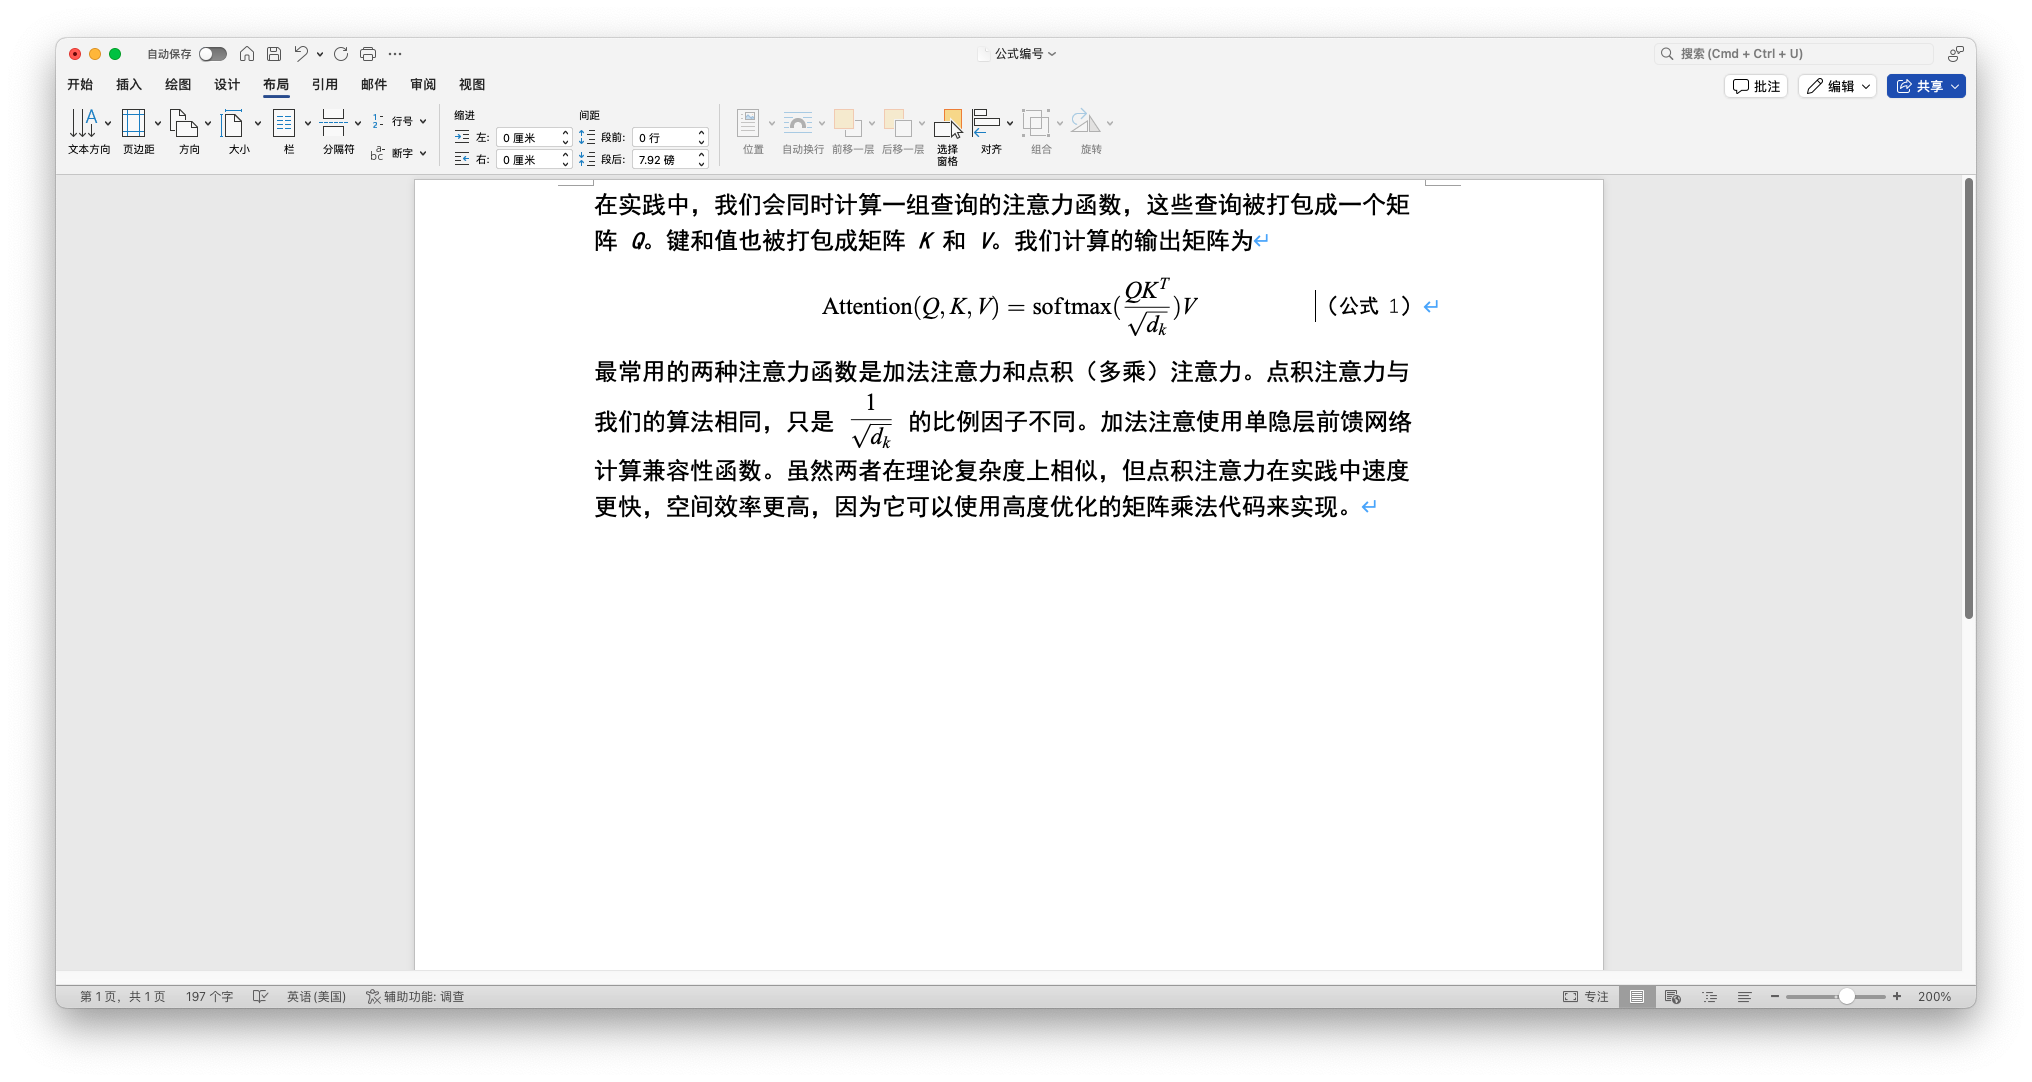 自动保存
公式编号
搜索 (Cmd + Ctrl + U)
开始 插入 绘图 设计 布局 引用 邮件 审阅 视图
批注 编辑 共享
文本方向 页边距 方向 大小 栏 分隔符 行号 断字
缩进 间距
左: 0 厘米 段前: 0 行
右: 0 厘米 段后: 7.92 磅
位置 自动换行 前移一层 后移一层 选择窗格 对齐 组合 旋转
在实践中，我们会同时计算一组查询的注意力函数，这些查询被打包成一个矩
阵 Q。键和值也被打包成矩阵 K 和 V。我们计算的输出矩阵为↵
Attention(Q, K, V) = softmax(QK^T/√d_k)V （公式 1）↵
最常用的两种注意力函数是加法注意力和点积（多乘）注意力。点积注意力与
我们的算法相同，只是 1/√d_k 的比例因子不同。加法注意使用单隐层前馈网络
计算兼容性函数。虽然两者在理论复杂度上相似，但点积注意力在实践中速度
更快，空间效率更高，因为它可以使用高度优化的矩阵乘法代码来实现。↵
第 1 页，共 1 页 197 个字 英语 (美国) 辅助功能: 调查 专注 200%